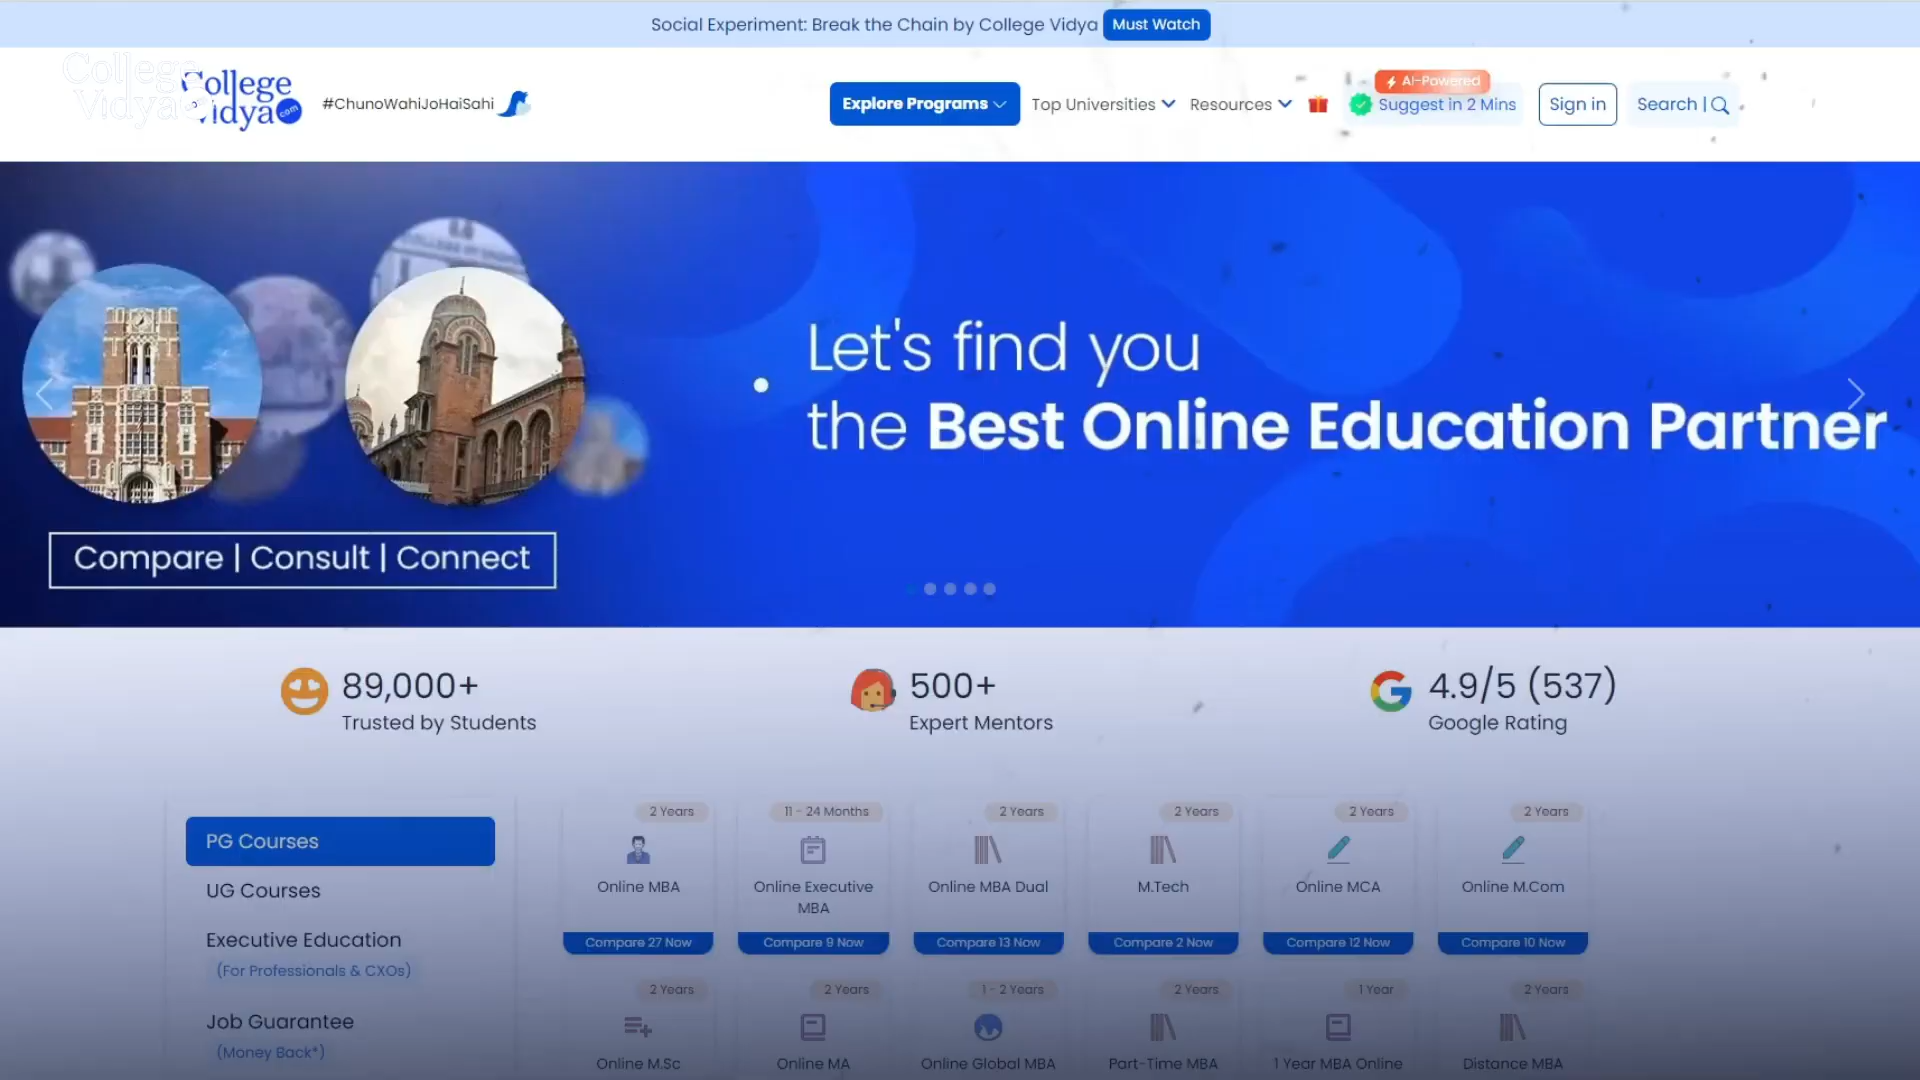 Social Experiment: Break the Chain by College Vidya Must Watch
College
Vidya
College
Vidya.com
#ChunoWahiJoHaiSahi
Explore Programs
Top Universities
Resources
AI-Powered
Suggest in 2 Mins
Sign in
Search |
Let's find you
the Best Online Education Partner
Compare | Consult | Connect
89,000+
Trusted by Students
500+
Expert Mentors
4.9/5 (537)
Google Rating
PG Courses
UG Courses
Executive Education
(For Professionals & CXOs)
Job Guarantee
(Money Back*)
2 Years
Online MBA
Compare 27 Now
11 - 24 Months
Online Executive
MBA
Compare 9 Now
2 Years
Online MBA Dual
Compare 13 Now
2 Years
M.Tech
Compare 2 Now
2 Years
Online MCA
Compare 12 Now
2 Years
Online M.Com
Compare 10 Now
2 Years
Online M.Sc
2 Years
Online MA
1 - 2 Years
Online Global MBA
2 Years
Part-Time MBA
1 Year
1 Year MBA Online
2 Years
Distance MBA